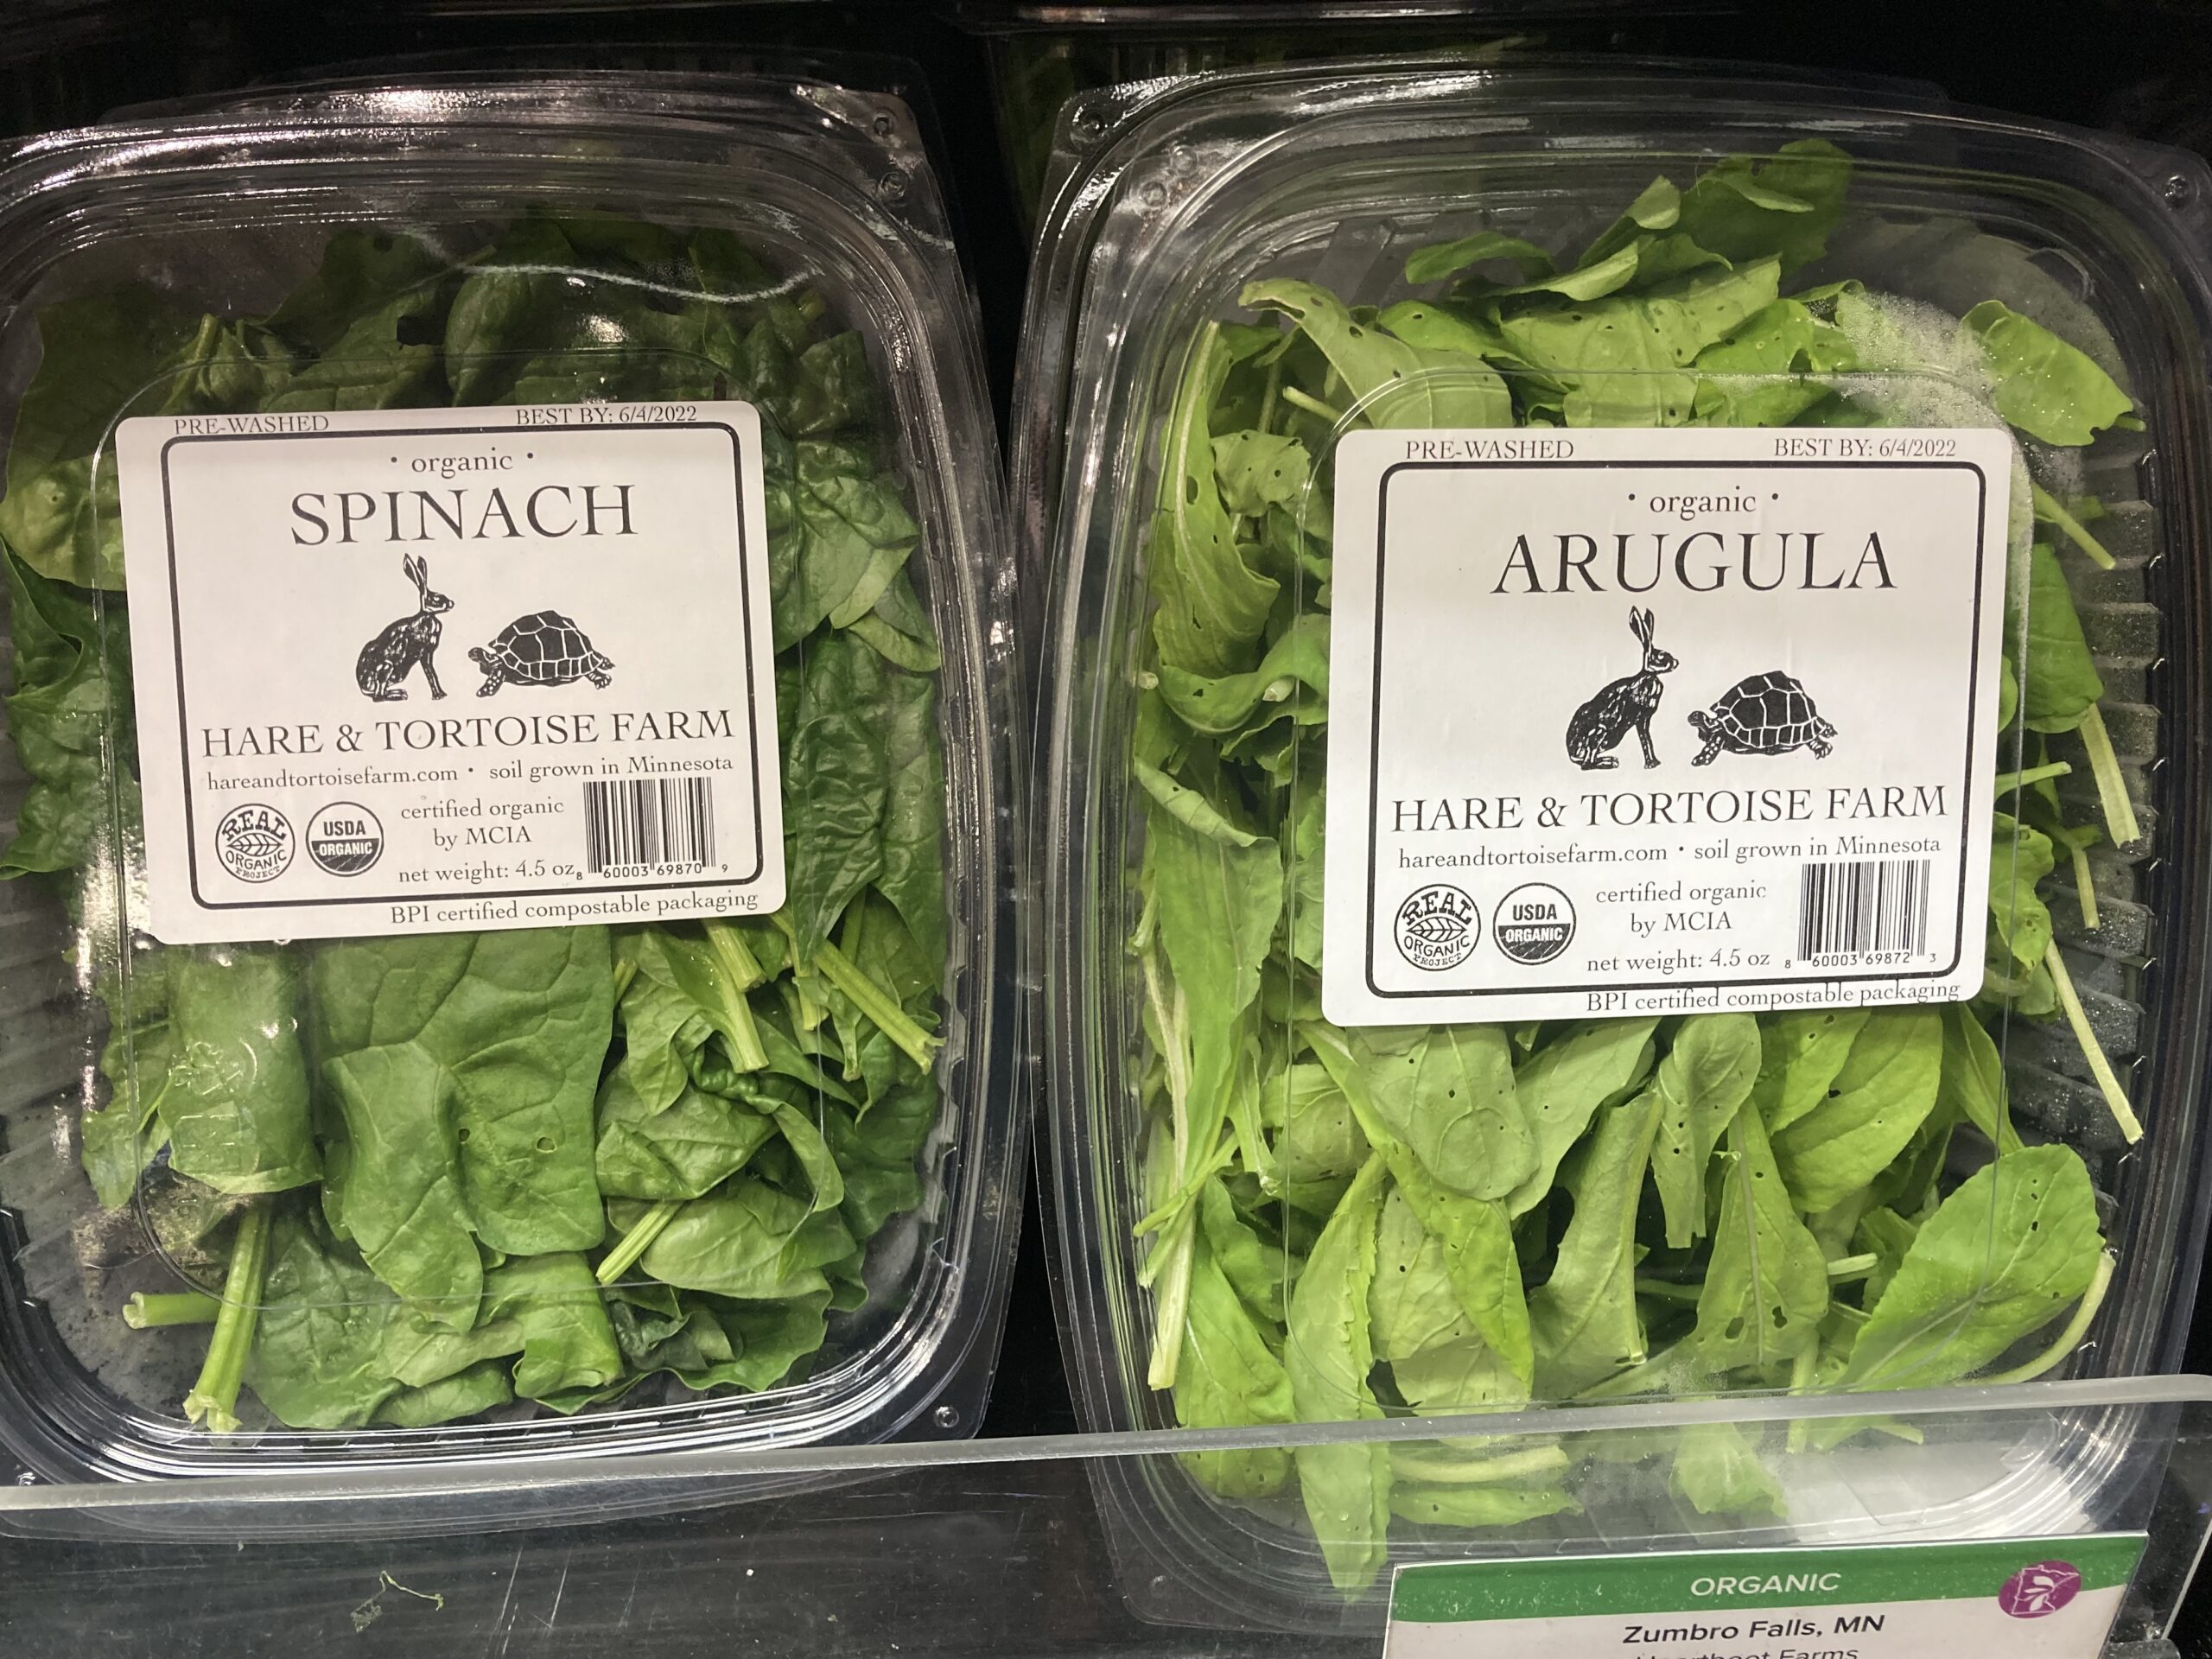 PRE-WASHED BEST BY: 6/4/2022
• organic •
SPINACH
HARE & TORTOISE FARM
hareandtortoisefarm.com • soil grown in Minnesota
REAL ORGANIC PROJECT
USDA ORGANIC
certified organic
by MCIA
net weight: 4.5 oz
8 60003 69870 9
BPI certified compostable packaging
PRE-WASHED BEST BY: 6/4/2022
• organic •
ARUGULA
HARE & TORTOISE FARM
hareandtortoisefarm.com • soil grown in Minnesota
REAL ORGANIC PROJECT
USDA ORGANIC
certified organic
by MCIA
net weight: 4.5 oz
8 60003 69872 3
BPI certified compostable packaging
ORGANIC
Zumbro Falls, MN
Farms